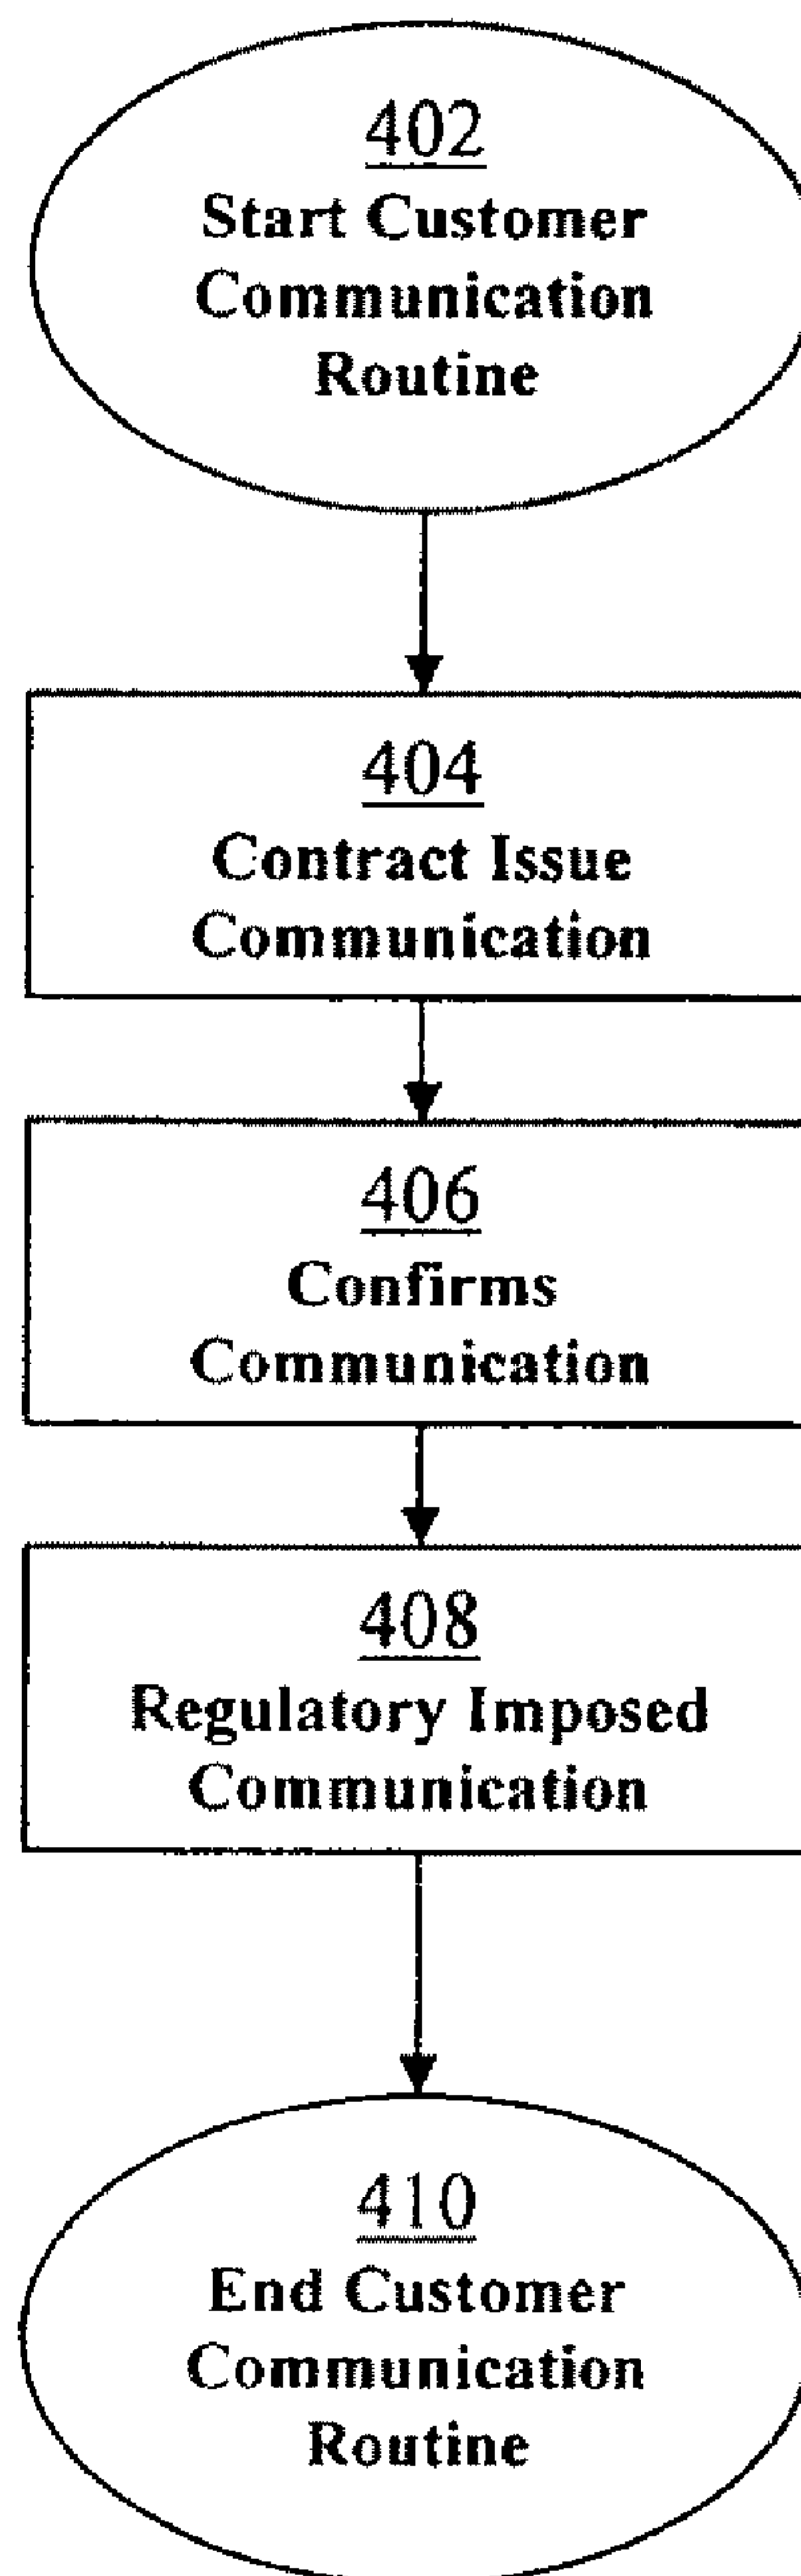 402
Start Customer
Communication
Routine
404
Contract Issue
Communication
406
Confirms
Communication
408
Regulatory Imposed
Communication
410
End Customer
Communication
Routine